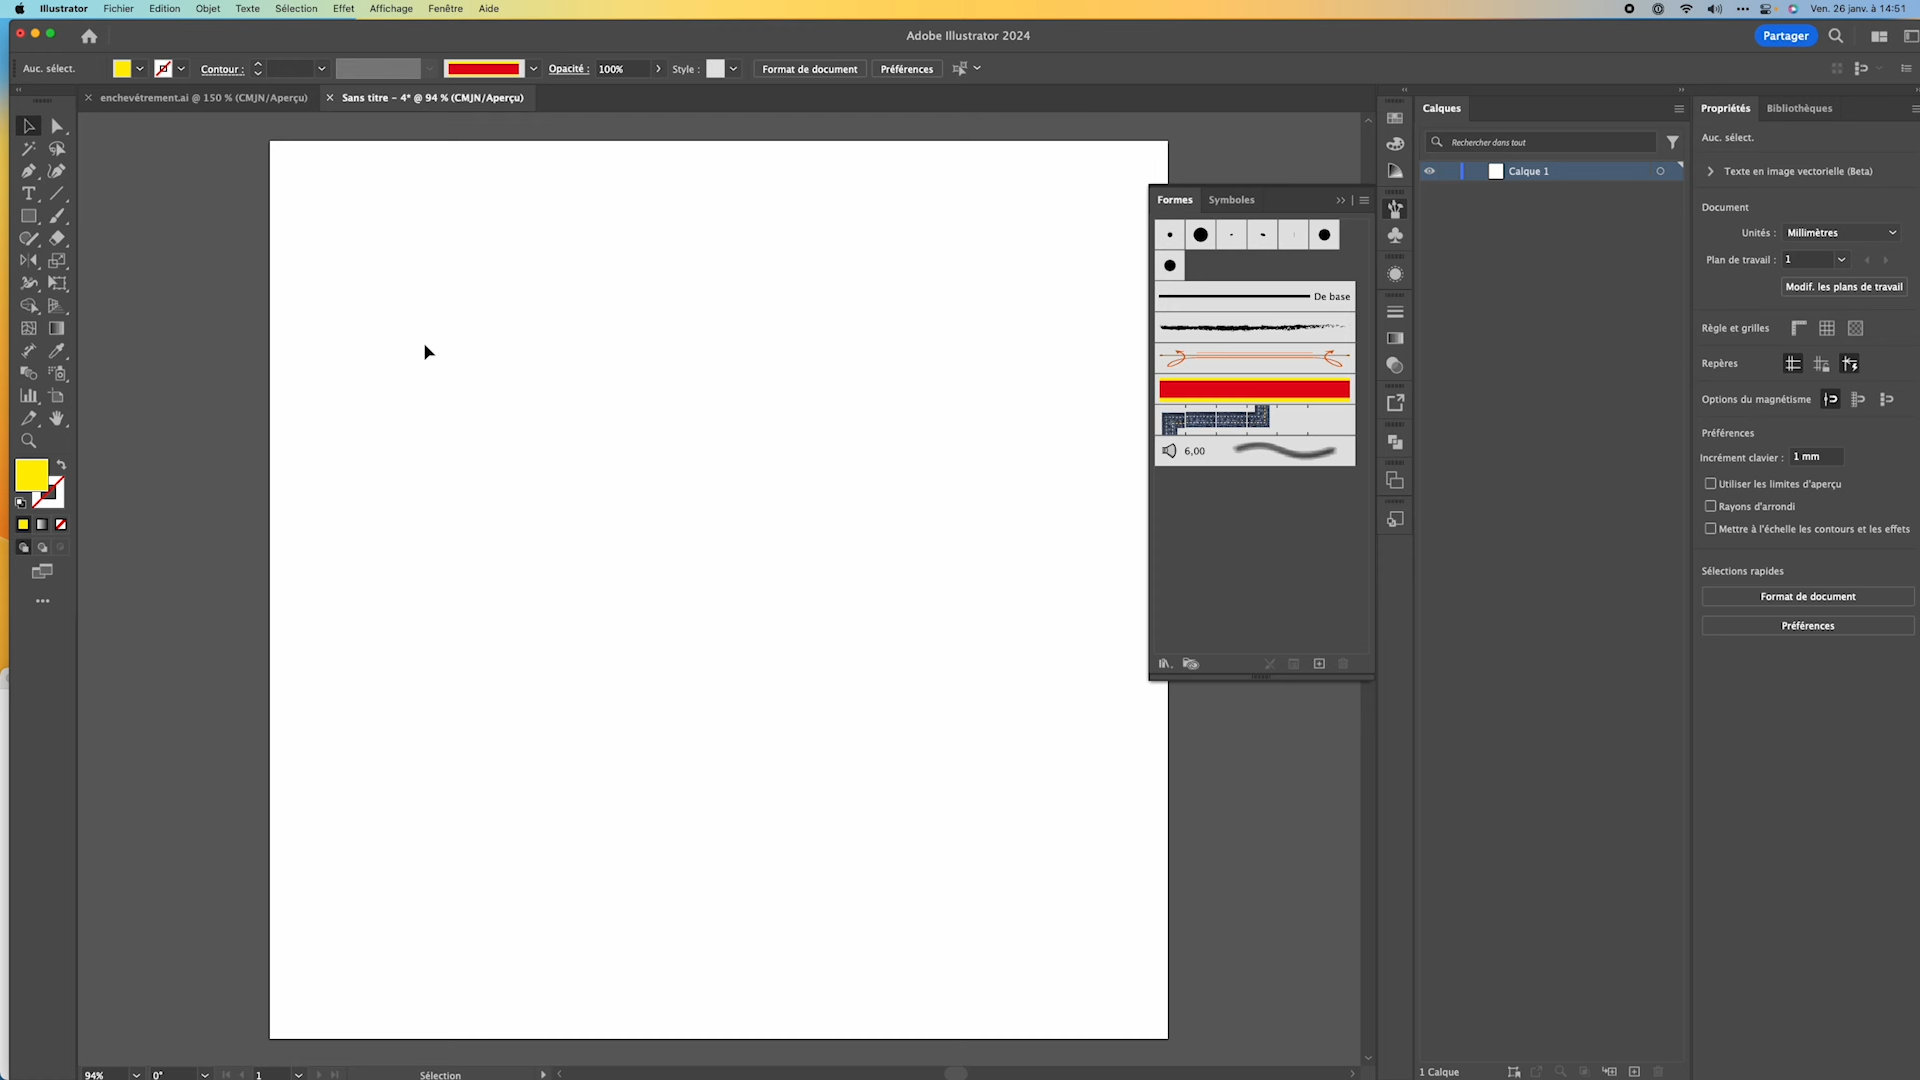 Illustrator Fichier Edition Objet Texte Sélection Effet Affichage Fenêtre Aide
Ven. 26 janv. à 14:51
Adobe Illustrator 2024
Partager
Auc. sélect.
Contour :
Opacité : 100%
Style :
Format de document
Préférences
enchevétrement.ai @ 150 % (CMJN/Aperçu)
Sans titre - 4* @ 94 % (CMJN/Aperçu)
Formes
Symboles
De base
6,00
Calques
Rechercher dans tout
Calque 1
1 Calque
Propriétés
Bibliothèques
Auc. sélect.
Texte en image vectorielle (Beta)
Document
Unités : Millimètres
Plan de travail : 1
Modif. les plans de travail
Règle et grilles
Repères
Options du magnétisme
Préférences
Incrément clavier : 1 mm
Utiliser les limites d'aperçu
Rayons d'arrondi
Mettre à l'échelle les contours et les effets
Sélections rapides
Format de document
Préférences
94%
0°
1
Sélection